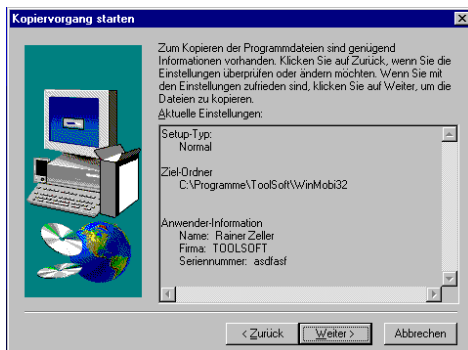 Kopiervorgang starten
Zum Kopieren der Programmdateien sind genügend
Informationen vorhanden. Klicken Sie auf Zurück, wenn Sie die
Einstellungen überprüfen oder ändern möchten. Wenn Sie mit
den Einstellungen zufrieden sind, klicken Sie auf Weiter, um die
Dateien zu kopieren.
Aktuelle Einstellungen:
Setup-Typ:
Normal
Ziel-Ordner
C:\Programme\ToolSoft\WinMobi32
Anwender-Information
Name: Rainer Zeller
Firma: TOOLSOFT
Seriennummer: asdfasf
< Zurück
Weiter >
Abbrechen